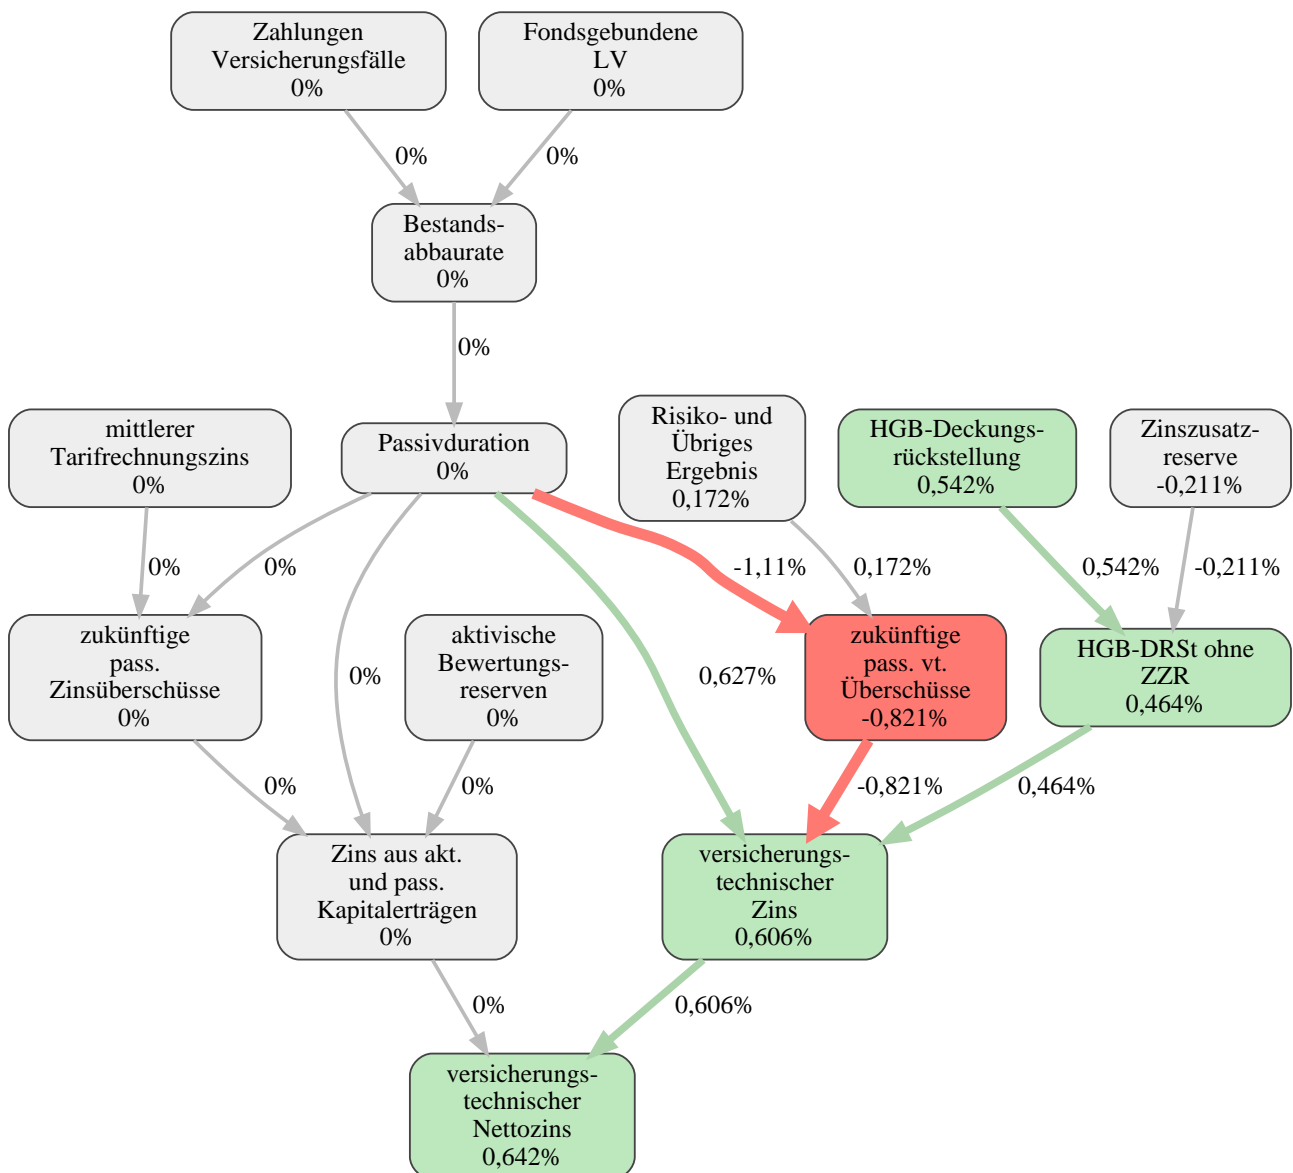 Zahlungen
Versicherungsfälle
0%
Fondsgebundene
LV
0%
0%
0%
Bestands-
abbaurate
0%
0%
mittlerer
Tarifrechnungszins
0%
Passivduration
0%
Risiko- und
Übriges
Ergebnis
0,172%
HGB-Deckungs-
rückstellung
0,542%
Zinszusatz-
reserve
-0,211%
0%
0%
-1,11%
0,172%
0,542%
-0,211%
zukünftige
pass.
Zinsüberschüsse
0%
0%
aktivische
Bewertungs-
reserven
0%
0,627%
zukünftige
pass. vt.
Überschüsse
-0,821%
HGB-DRSt ohne
ZZR
0,464%
0%
0%
-0,821%
0,464%
Zins aus akt.
und pass.
Kapitalerträgen
0%
versicherungs-
technischer
Zins
0,606%
0%
0,606%
versicherungs-
technischer
Nettozins
0,642%